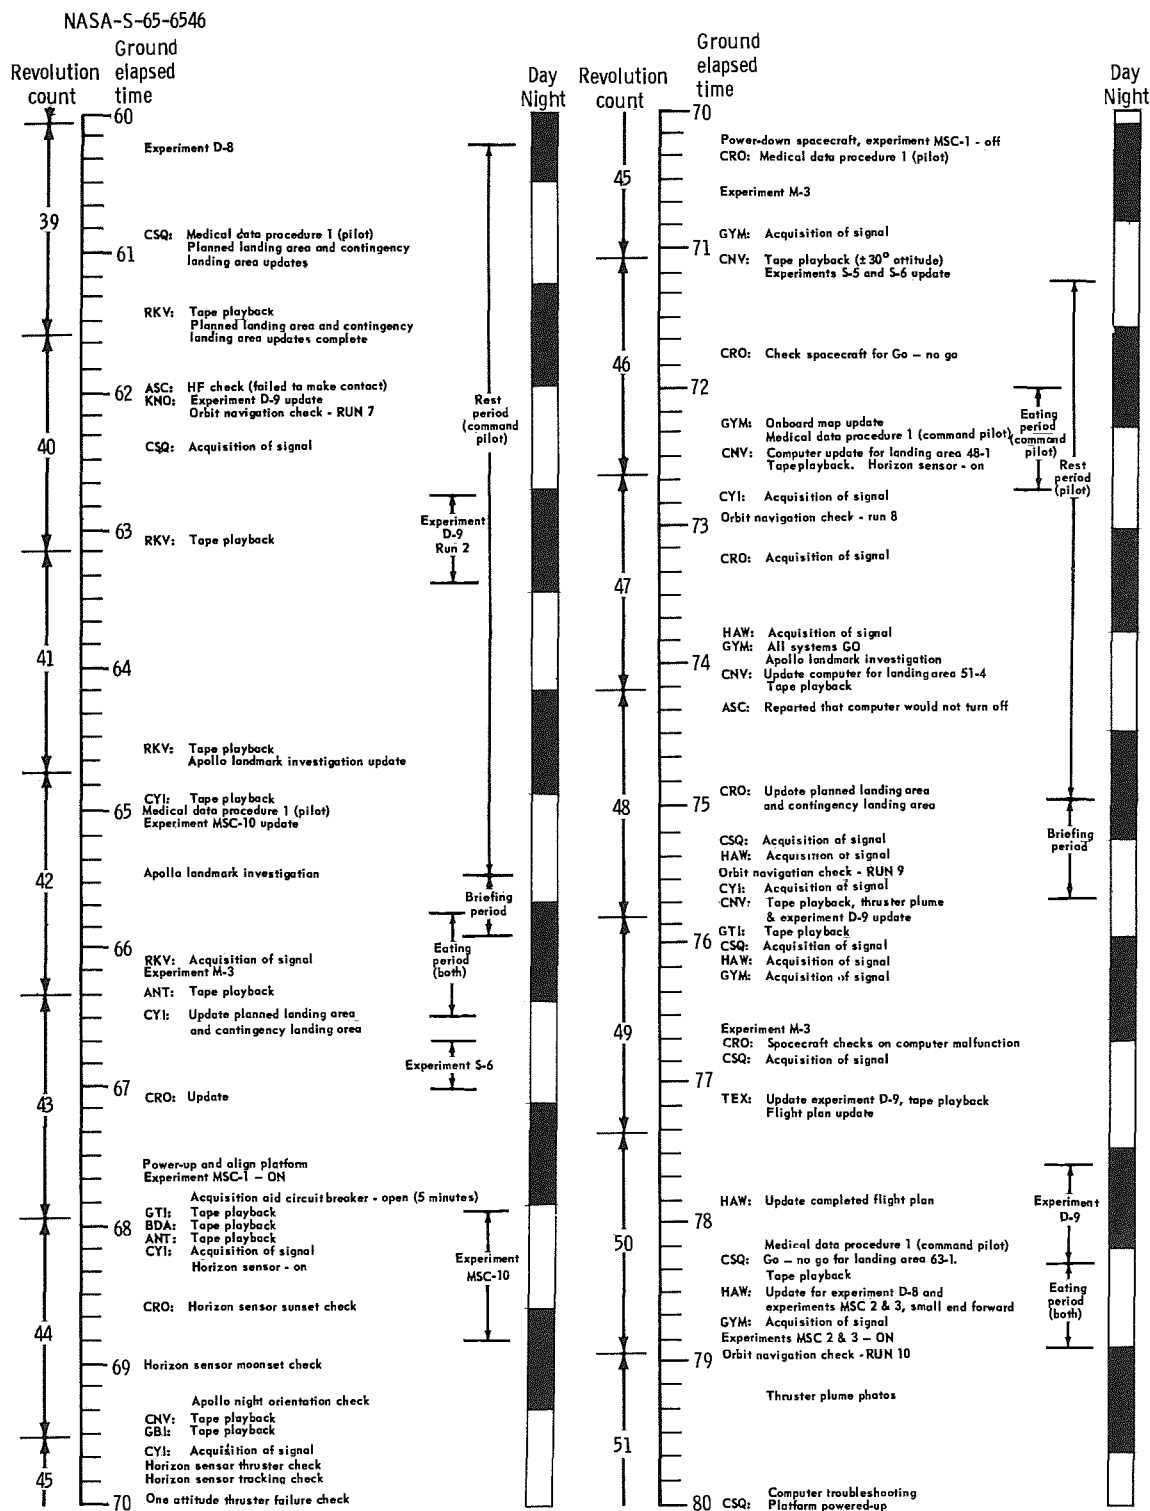 NASA-S-65-6546
Revolution count
Ground elapsed time
Day
Night
60
Experiment D-8
39
CSQ: Medical data procedure 1 (pilot)
Planned landing area and contingency
landing area updates
61
RKV: Tape playback
Planned landing area and contingency
landing area updates complete
ASC: HF check (failed to make contact)
62
KNO: Experiment D-9 update
Orbit navigation check - RUN 7
Rest
period
(command
pilot)
40
CSQ: Acquisition of signal
Experiment
D-9
Run 2
63
RKV: Tape playback
41
64
RKV: Tape playback
Apollo landmark investigation update
CYI: Tape playback
65
Medical data procedure 1 (pilot)
Experiment MSC-10 update
42
Apollo landmark investigation
Briefing
period
66
Eating
period
(both)
RKV: Acquisition of signal
Experiment M-3
ANT: Tape playback
CYI: Update planned landing area
and contingency landing area
Experiment S-6
67
43
CRO: Update
Power-up and align platform
Experiment MSC-1 – ON
Acquisition aid circuit breaker - open (5 minutes)
GTI: Tape playback
68
BDA: Tape playback
ANT: Tape playback
CYI: Acquisition of signal
Horizon sensor - on
Experiment
MSC-10
CRO: Horizon sensor sunset check
44
69
Horizon sensor moonset check
Apollo night orientation check
CNV: Tape playback
GBI: Tape playback
CYI: Acquisition of signal
Horizon sensor thruster check
45
Horizon sensor tracking check
70
One attitude thruster failure check
Revolution count
Ground elapsed time
Day
Night
70
Power-down spacecraft, experiment MSC-1 - off
CRO: Medical data procedure 1 (pilot)
45
Experiment M-3
GYM: Acquisition of signal
71
CNV: Tape playback (±30° attitude)
Experiments S-5 and S-6 update
46
CRO: Check spacecraft for Go – no go
72
GYM: Onboard map update
Medical data procedure 1 (command pilot)
Eating
period
(command
pilot)
CNV: Computer update for landing area 48-1
Tape playback. Horizon sensor - on
Rest
period
(pilot)
CYI: Acquisition of signal
73
Orbit navigation check - run 8
CRO: Acquisition of signal
47
HAW: Acquisition of signal
GYM: All systems GO
74
Apollo landmark investigation
CNV: Update computer for landing area 51-4
Tape playback
ASC: Reported that computer would not turn off
48
CRO: Update planned landing area
75
and contingency landing area
Briefing
period
CSQ: Acquisition of signal
HAW: Acquisition of signal
Orbit navigation check - RUN 9
CYI: Acquisition of signal
CNV: Tape playback, thruster plume
& experiment D-9 update
GTI: Tape playback
76
CSQ: Acquisition of signal
HAW: Acquisition of signal
GYM: Acquisition of signal
49
Experiment M-3
CRO: Spacecraft checks on computer malfunction
CSQ: Acquisition of signal
77
TEX: Update experiment D-9, tape playback
Flight plan update
HAW: Update completed flight plan
Experiment
D-9
78
50
Medical data procedure 1 (command pilot)
CSQ: Go – no go for landing area 63-1.
Tape playback
HAW: Update for experiment D-8 and
experiments MSC 2 & 3, small end forward
Eating
period
(both)
GYM: Acquisition of signal
Experiments MSC 2 & 3 – ON
79
Orbit navigation check - RUN 10
Thruster plume photos
51
Computer troubleshooting
80
CSQ: Platform powered-up